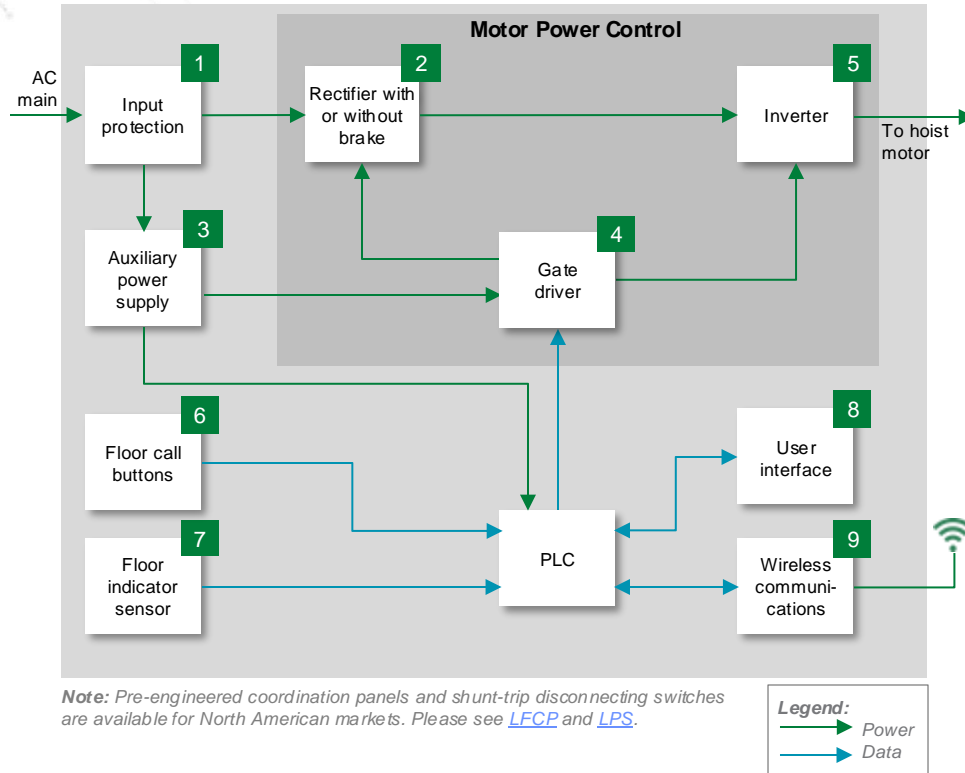 Motor Power Control
AC
main
1
Input
protection
2
Rectifier with
or without
brake
5
Inverter
To hoist
motor
3
Auxiliary
power
supply
4
Gate
driver
6
Floor call
buttons
8
User
interface
7
Floor
indicator
sensor
PLC
9
Wireless
communi-
cations
Note: Pre-engineered coordination panels and shunt-trip disconnecting switches
are available for North American markets. Please see LFCP and LPS.
Legend:
Power
Data